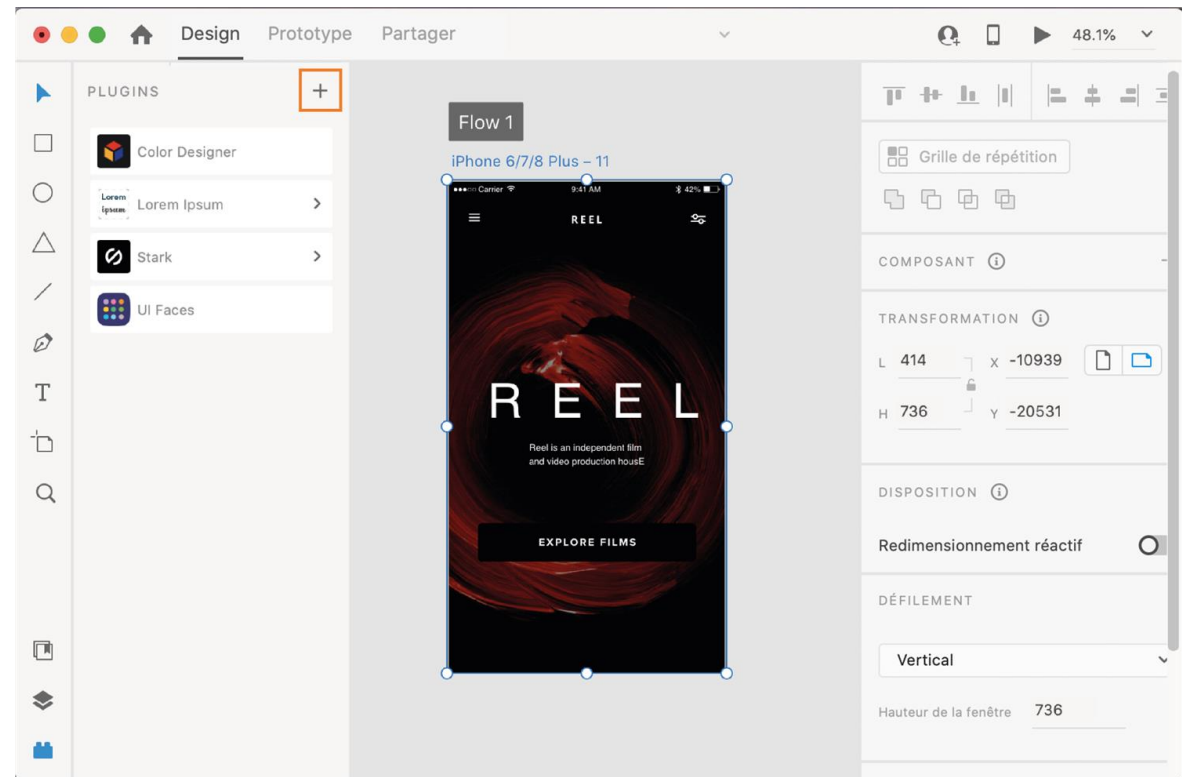 Design Prototype Partager 48.1%
PLUGINS +
Color Designer
Lorem ipsum Lorem Ipsum
Stark
UI Faces
T
Flow 1
iPhone 6/7/8 Plus – 11
Carrier 9:41 AM 42%
REEL
REEL
Reel is an independent film
and video production housE
EXPLORE FILMS
Grille de répétition
COMPOSANT
TRANSFORMATION
L 414 X -10939
H 736 Y -20531
DISPOSITION
Redimensionnement réactif
DÉFILEMENT
Vertical
Hauteur de la fenêtre 736